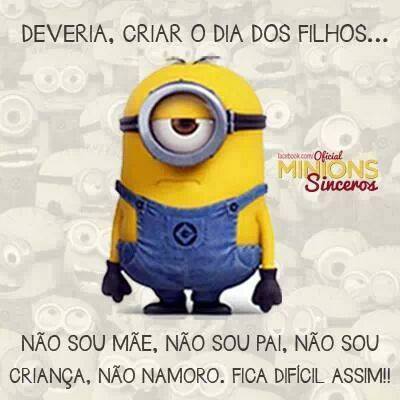 DEVERIA, CRIAR O DIA DOS FILHOS...
facebook.com/Oficial
MINIONS
Sinceros
NÃO SOU MÃE, NÃO SOU PAI, NÃO SOU
CRIANÇA, NÃO NAMORO. FICA DIFÍCIL ASSIM!!